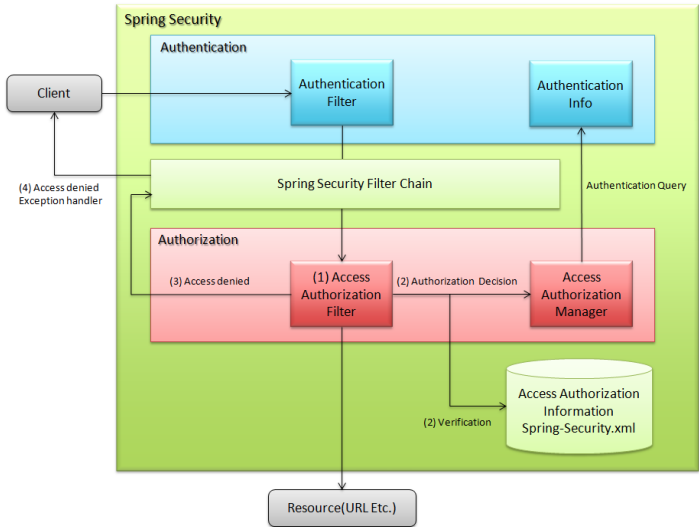 Spring Security
Authentication
Authentication
Filter
Authentication
Info
Client
(4) Access denied
Exception handler
Spring Security Filter Chain
Authentication Query
Authorization
(3) Access denied
(1) Access
Authorization
Filter
(2) Authorization Decision
Access
Authorization
Manager
Access Authorization
Information
Spring-Security.xml
(2) Verification
Resource(URL Etc.)